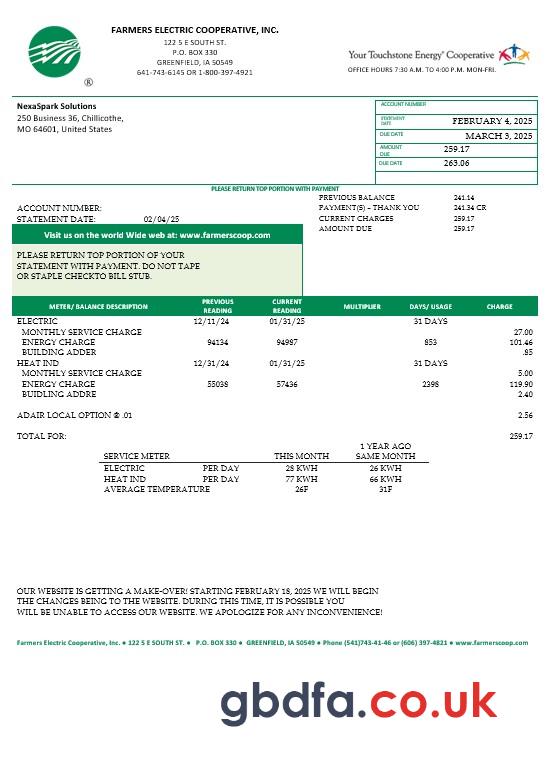 FARMERS ELECTRIC COOPERATIVE, INC.
122 5 E SOUTH ST.
P.O. BOX 330
GREENFIELD, IA 50549
641-743-6145 OR 1-800-397-4921
®
Your Touchstone Energy® Cooperative
OFFICE HOURS 7:30 A.M. TO 4:00 P.M. MON-FRI.
NexaSpark Solutions
250 Business 36, Chillicothe,
MO 64601, United States
ACCOUNT NUMBER
STATEMENT DATE FEBRUARY 4, 2025
DUE DATE MARCH 3, 2025
AMOUNT DUE 259.17
DUE DATE 263.06
PLEASE RETURN TOP PORTION WITH PAYMENT
ACCOUNT NUMBER:
STATEMENT DATE: 02/04/25
PREVIOUS BALANCE 241.14
PAYMENT(S) – THANK YOU 241.34 CR
CURRENT CHARGES 259.17
AMOUNT DUE 259.17
Visit us on the world Wide web at: www.farmerscoop.com
PLEASE RETURN TOP PORTION OF YOUR
STATEMENT WITH PAYMENT. DO NOT TAPE
OR STAPLE CHECKTO BILL STUB.
METER/ BALANCE DESCRIPTION PREVIOUS READING CURRENT READING MULTIPLIER DAYS/ USAGE CHARGE
ELECTRIC 12/11/24 01/31/25 31 DAYS
MONTHLY SERVICE CHARGE 27.00
ENERGY CHARGE 94134 94987 853 101.46
BUILDING ADDER .85
HEAT IND 12/31/24 01/31/25 31 DAYS
MONTHLY SERVICE CHARGE 5.00
ENERGY CHARGE 55038 57436 2398 119.90
BUIDLING ADDRE 2.40
ADAIR LOCAL OPTION @ .01 2.56
TOTAL FOR: 259.17
1 YEAR AGO
SERVICE METER THIS MONTH SAME MONTH
ELECTRIC PER DAY 28 KWH 26 KWH
HEAT IND PER DAY 77 KWH 66 KWH
AVERAGE TEMPERATURE 26F 31F
OUR WEBSITE IS GETTING A MAKE-OVER! STARTING FEBRUARY 18, 2025 WE WILL BEGIN
THE CHANGES BEING TO THE WEBSITE. DURING THIS TIME, IT IS POSSIBLE YOU
WILL BE UNABLE TO ACCESS OUR WEBSITE. WE APOLOGIZE FOR ANY INCONVENIENCE!
Farmers Electric Cooperative, Inc. ● 122 5 E SOUTH ST. ● P.O. BOX 330 ● GREENFIELD, IA 50549 ● Phone (541)743-41-46 or (606) 397-4821 ● www.farmerscoop.com
gbdfa.co.uk